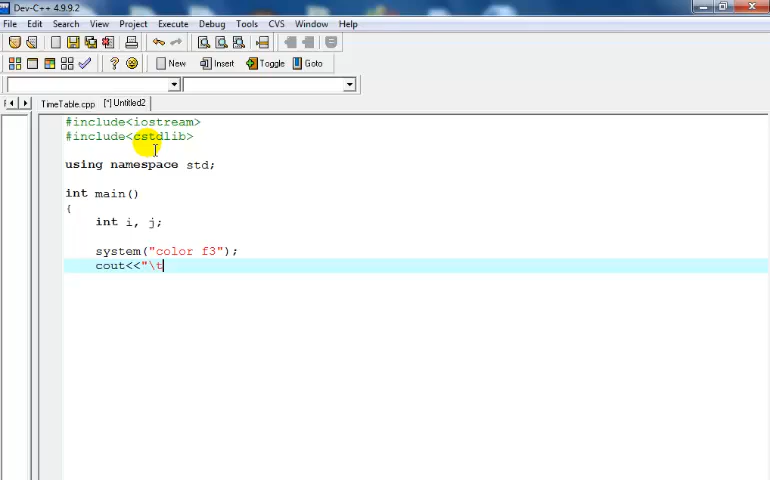 Dev-C++ 4.9.9.2
File Edit Search View Project Execute Debug Tools CVS Window Help
New Insert Toggle Goto
TimeTable.cpp [*] Untitled2
#include<iostream>
#include<cstdlib>
using namespace std;
int main()
{
int i, j;
system("color f3");
cout<<"\t